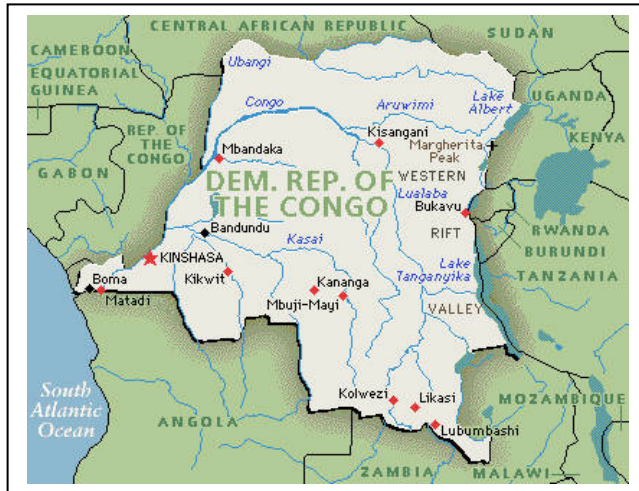 CENTRAL AFRICAN REPUBLIC
SUDAN
CAMEROON
EQUATORIAL
GUINEA
Ubangi
Congo
Aruwimi
Lake
Albert
UGANDA
REP. OF
THE
CONGO
Kisangani
KENYA
Mbandaka
Margherita
Peak
GABON
WESTERN
DEM. REP. OF
THE CONGO
Lualaba
Bukavu
Bandundu
RIFT
RWANDA
BURUNDI
Kasai
KINSHASA
Lake
Tanganyika
TANZANIA
Boma
Kikwit
Kananga
Matadi
Mbuji-Mayi
VALLEY
South
Atlantic
Ocean
Kolwezi
Likasi
MOZAMBIQUE
ANGOLA
Lubumbashi
ZAMBIA
MALAWI